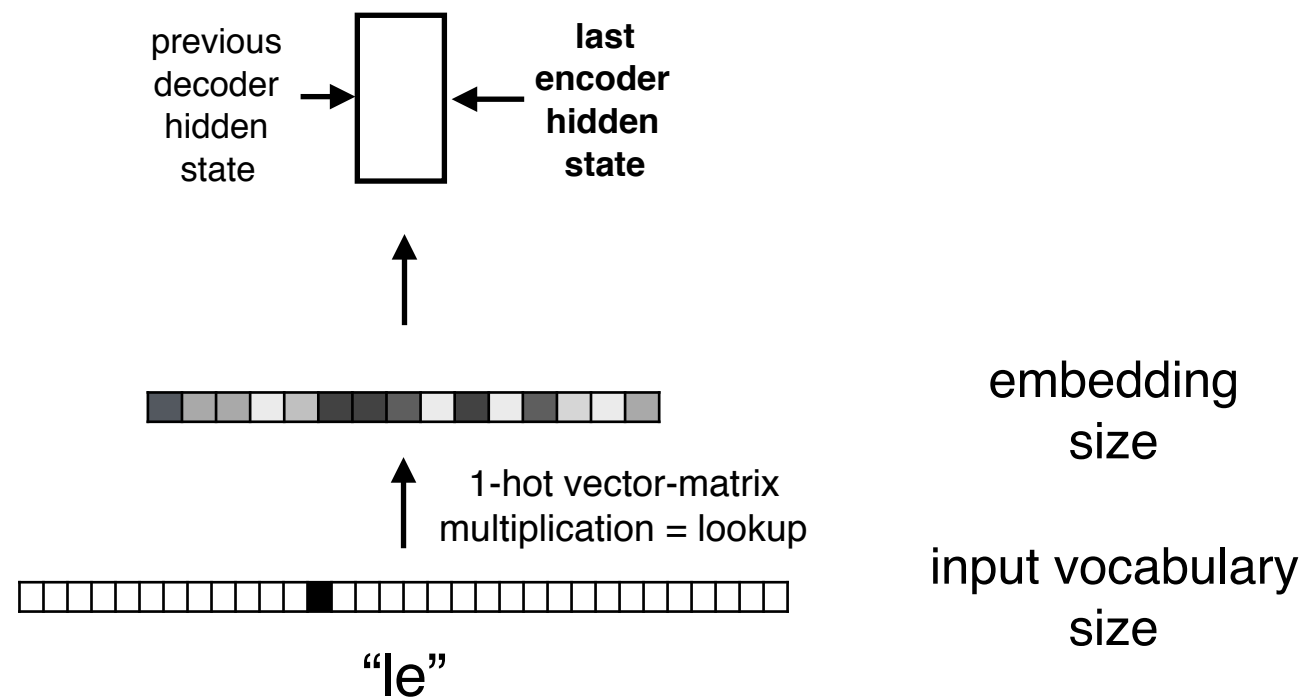 previous
decoder
hidden
state
last
encoder
hidden
state
embedding
size
1-hot vector-matrix
multiplication = lookup
input vocabulary
size
“le”